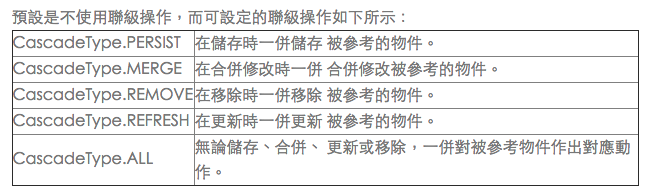 預設是不使用聯級操作，而可設定的聯級操作如下所示：
CascadeType.PERSIST 在儲存時一併儲存 被參考的物件。
CascadeType.MERGE 在合併修改時一併 合併修改被參考的物件。
CascadeType.REMOVE 在移除時一併移除 被參考的物件。
CascadeType.REFRESH 在更新時一併更新 被參考的物件。
CascadeType.ALL 無論儲存、合併、 更新或移除，一併對被參考物件作出對應動
作。